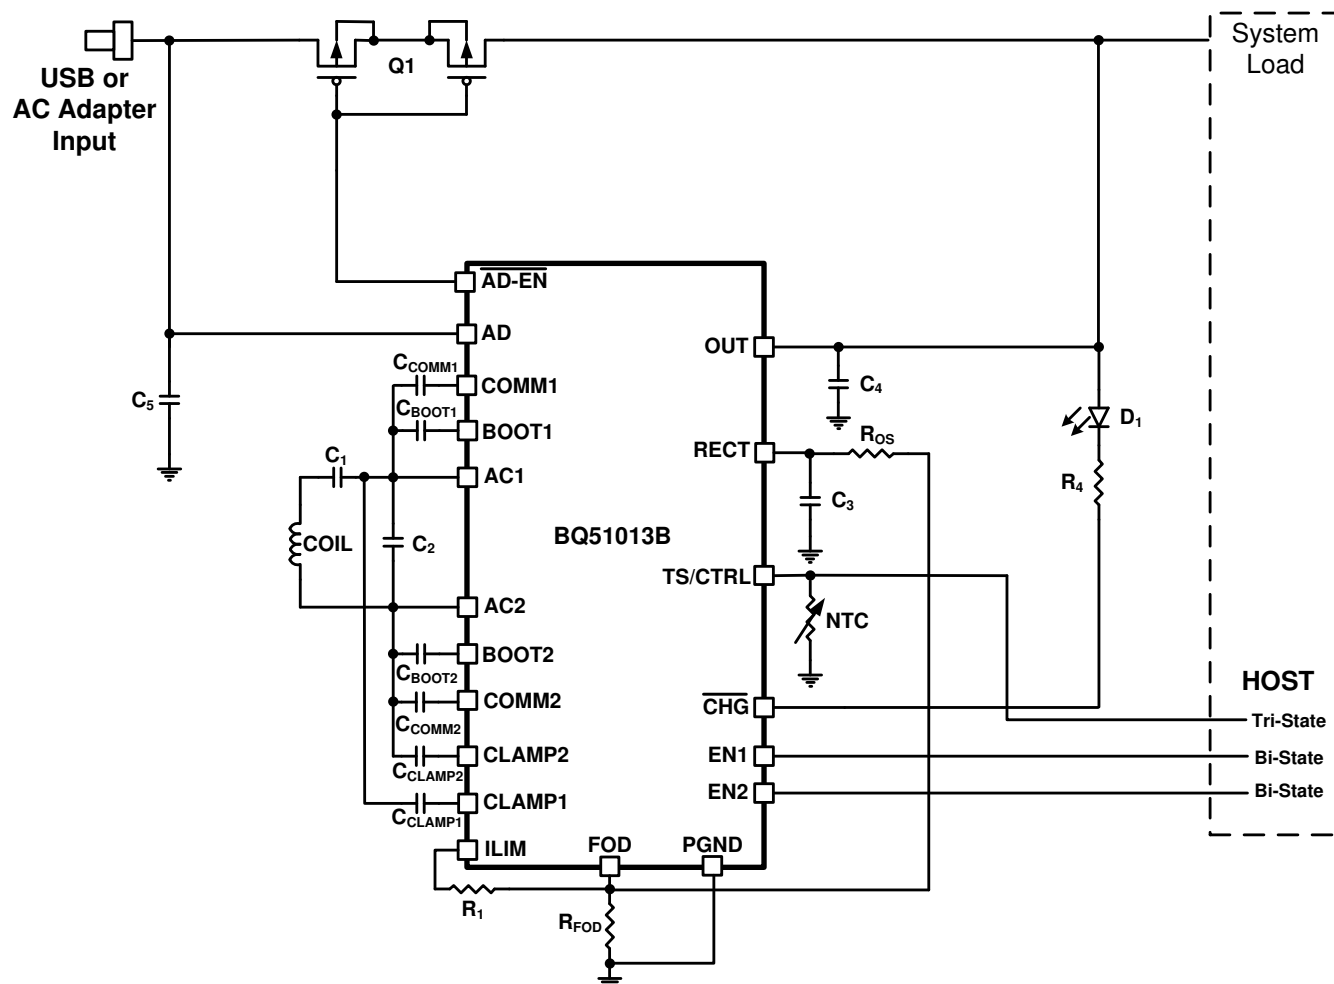 System
Load
Q1
USB or
AC Adapter
Input
AD-EN
AD
OUT
CCOMM1
COMM1
C4
C5
CBOOT1
BOOT1
D1
ROS
RECT
C1
AC1
R4
C3
BQ51013B
COIL
C2
TS/CTRL
AC2
NTC
BOOT2
CBOOT2
HOST
COMM2
CHG
CCOMM2
Tri-State
CLAMP2
EN1
Bi-State
CCLAMP2
EN2
Bi-State
CLAMP1
CCLAMP1
ILIM
FOD
PGND
R1
RFOD